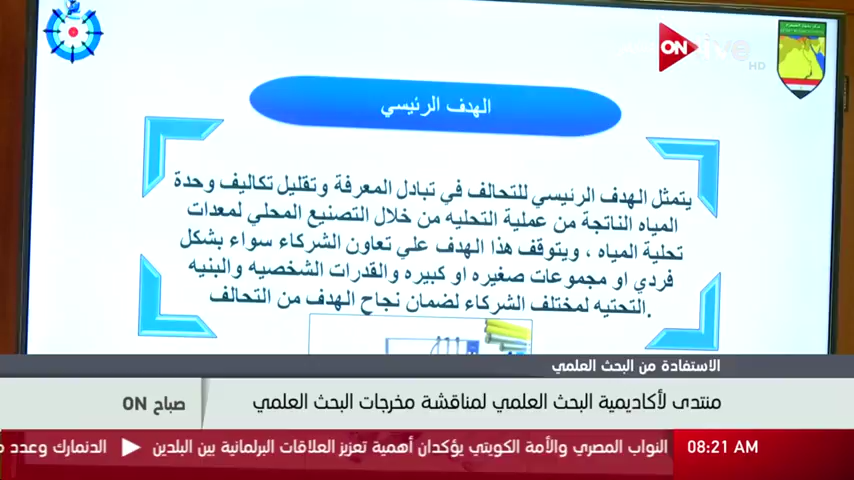 ON live
HD
الهدف الرئيسي
يتمثل الهدف الرئيسي للتحالف في تبادل المعرفة وتقليل تكاليف وحدة
المياه الناتجة من عملية التحليه من خلال التصنيع المحلي لمعدات
تحلية المياه ، ويتوقف هذا الهدف علي تعاون الشركاء سواء بشكل
فردي او مجموعات صغيره او كبيره والقدرات الشخصيه والبنيه
التحتيه لمختلف الشركاء لضمان نجاح الهدف من التحالف.
الاستفادة من البحث العلمي
منتدى لأكاديمية البحث العلمي لمناقشة مخرجات البحث العلمي
صباح ON
08:21 AM
النواب المصري والأمة الكويتي يؤكدان أهمية تعزيز العلاقات البرلمانية بين البلدين
الدنمارك وعدد